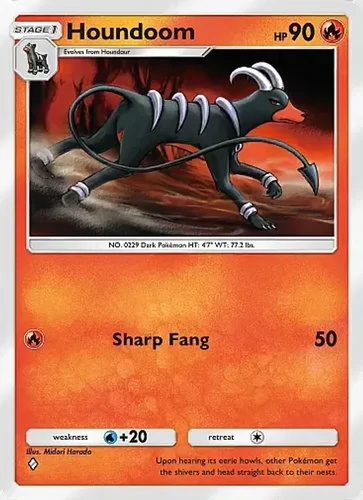 STAGE 1
Houndoom
HP 90
Evolves from Houndour
NO. 0229 Dark Pokémon HT: 4'7" WT: 77.2 lbs.
Sharp Fang 50
weakness +20 retreat
Illus. Midori Harada
Upon hearing its eerie howls, other Pokémon get
the shivers and head straight back to their nests.